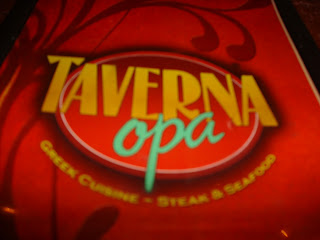 TAVERNA
opa
GREEK CUISINE - STEAK & SEAFOOD